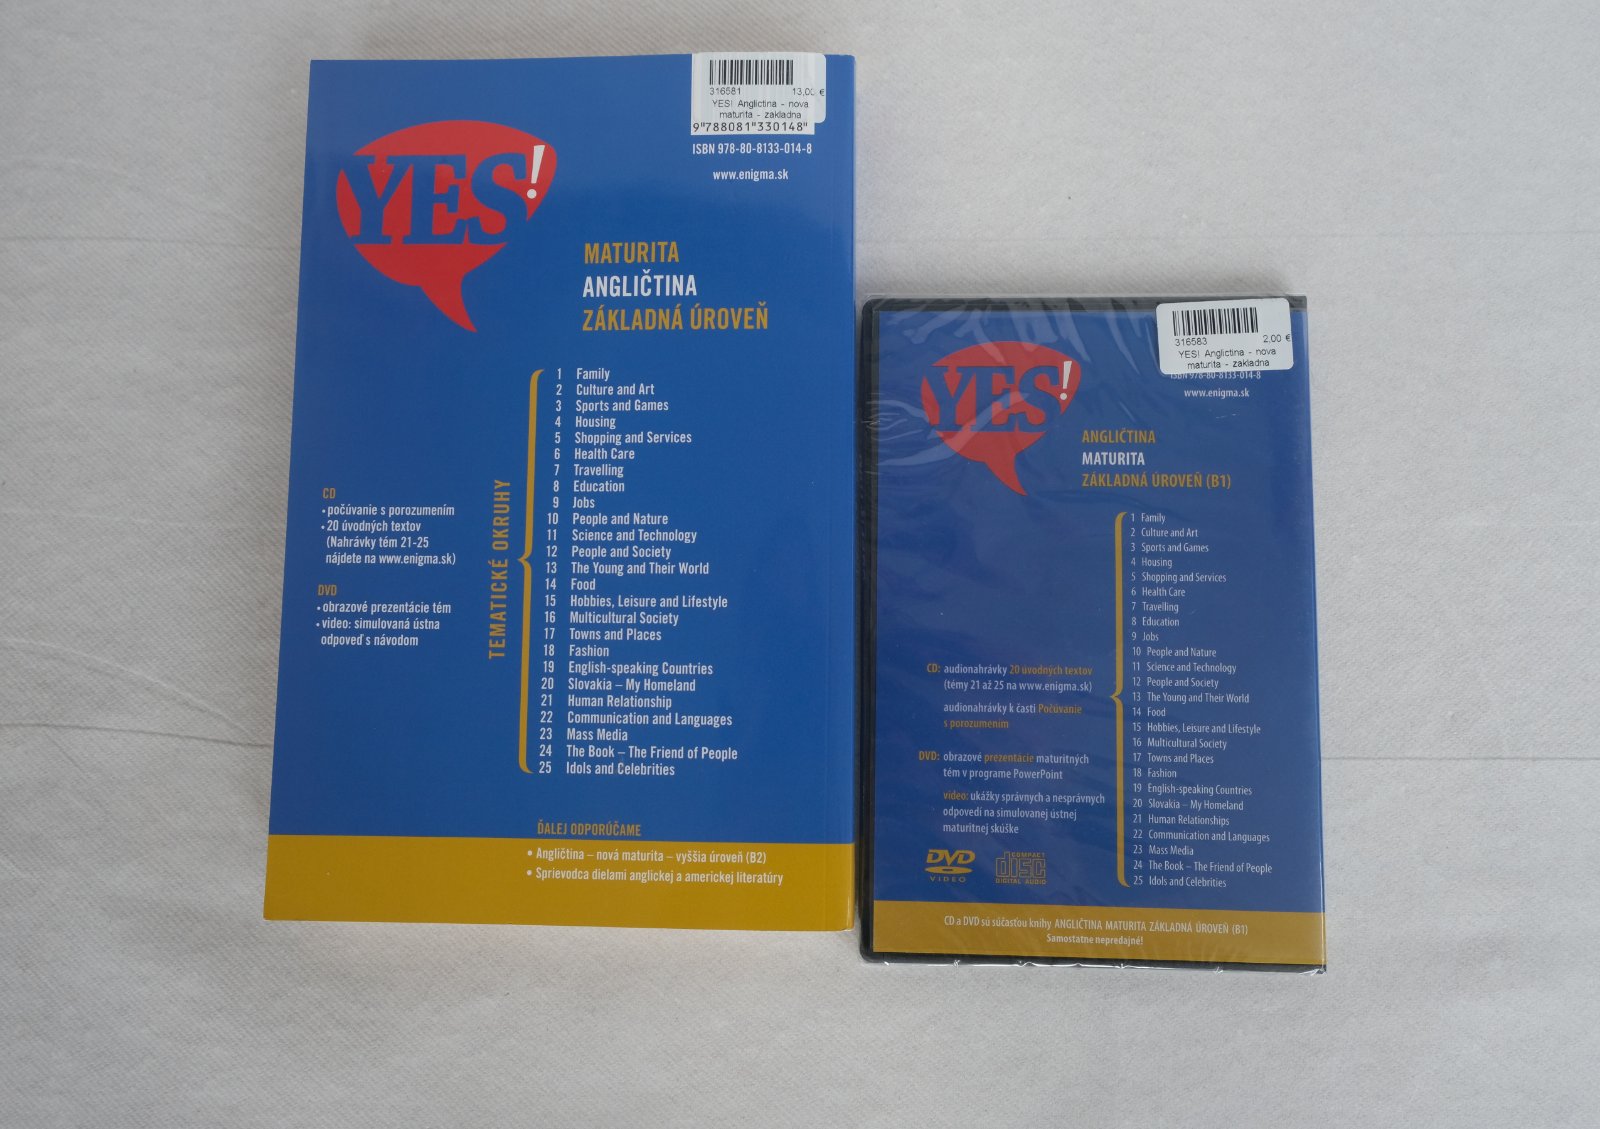 316581 13,00 €
YES! Anglictina - nova
maturita - zakladna
9"788081"330148"
ISBN 978-80-8133-014-8
www.enigma.sk
YES!
MATURITA
ANGLIČTINA
ZÁKLADNÁ ÚROVEŇ
TEMATICKÉ OKRUHY
1 Family
2 Culture and Art
3 Sports and Games
4 Housing
5 Shopping and Services
6 Health Care
7 Travelling
8 Education
9 Jobs
10 People and Nature
11 Science and Technology
12 People and Society
13 The Young and Their World
14 Food
15 Hobbies, Leisure and Lifestyle
16 Multicultural Society
17 Towns and Places
18 Fashion
19 English-speaking Countries
20 Slovakia – My Homeland
21 Human Relationship
22 Communication and Languages
23 Mass Media
24 The Book – The Friend of People
25 Idols and Celebrities
CD
• počúvanie s porozumením
• 20 úvodných textov
(Nahrávky tém 21-25
nájdete na www.enigma.sk)
DVD
• obrazové prezentácie tém
• video: simulovaná ústna
odpoveď s návodom
ĎALEJ ODPORÚČAME
• Angličtina – nová maturita – vyššia úroveň (B2)
• Sprievodca dielami anglickej a americkej literatúry
316583 2,00 €
YES! Anglictina - nova
maturita - zakladna
ISBN 978-80-8133-014-8
www.enigma.sk
YES!
ANGLIČTINA
MATURITA
ZÁKLADNÁ ÚROVEŇ (B1)
1 Family
2 Culture and Art
3 Sports and Games
4 Housing
5 Shopping and Services
6 Health Care
7 Travelling
8 Education
9 Jobs
10 People and Nature
11 Science and Technology
12 People and Society
13 The Young and Their World
14 Food
15 Hobbies, Leisure and Lifestyle
16 Multicultural Society
17 Towns and Places
18 Fashion
19 English-speaking Countries
20 Slovakia – My Homeland
21 Human Relationships
22 Communication and Languages
23 Mass Media
24 The Book – The Friend of People
25 Idols and Celebrities
CD: audionahrávky 20 úvodných textov
(témy 21 až 25 na www.enigma.sk)
audionahrávky k časti Počúvanie
s porozumením
DVD: obrazové prezentácie maturitných
tém v programe PowerPoint
video: ukážky správnych a nesprávnych
odpovedí na simulovanej ústnej
maturitnej skúške
DVD
VIDEO
COMPACT
disc
DIGITAL AUDIO
CD a DVD sú súčasťou knihy ANGLIČTINA MATURITA ZÁKLADNÁ ÚROVEŇ (B1)
Samostatne nepredajné!